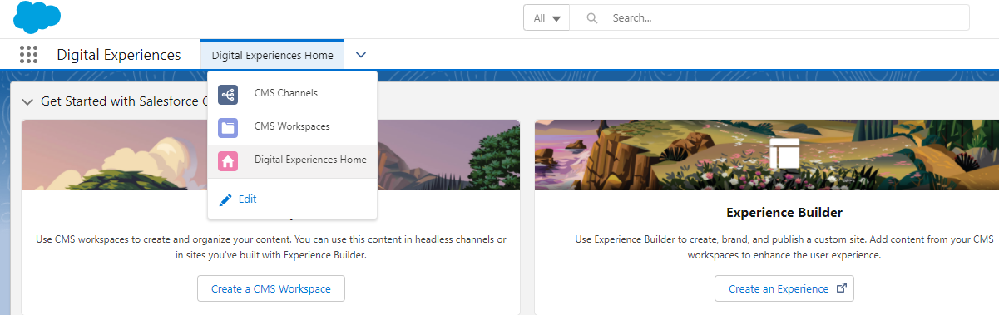 All
Search...
Digital Experiences
Digital Experiences Home
CMS Channels
Get Started with Salesforce
CMS Workspaces
Digital Experiences Home
Edit
Experience Builder
Use CMS workspaces to create and organize your content. You can use this content in headless channels or
in sites you've built with Experience Builder.
Use Experience Builder to create, brand, and publish a custom site. Add content from your CMS
workspaces to enhance the user experience.
Create a CMS Workspace
Create an Experience